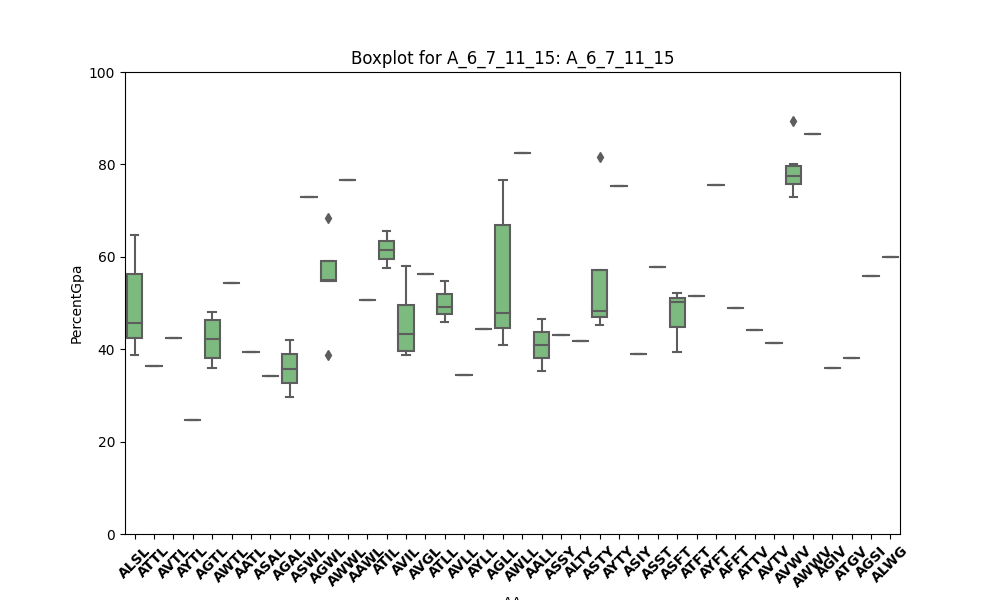 Boxplot for A_6_7_11_15: A_6_7_11_15
PercentGpa
100
80
60
40
20
0
ALSL
ATTL
AVTL
AYTL
AGTL
AWTL
AATL
ASAL
AGAL
ASWL
AGWL
AWWL
AAWL
ATIL
AVIL
AVGL
ATLL
AVLL
AYLL
AGLL
AWLL
AALL
ASSY
ALTY
ASTY
AYTY
ASIY
ASST
ASFT
ATFT
AYFT
AFFT
ATTV
AVTV
AVWV
AWWV
AGIV
ATGV
AGSI
ALWG